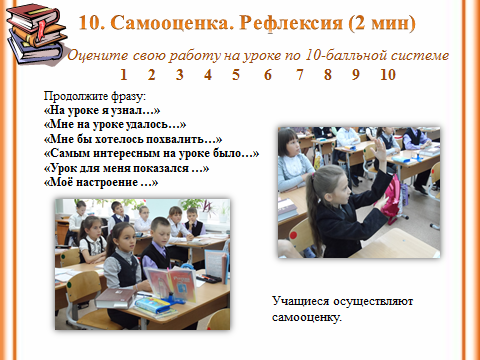 10. Самооценка. Рефлексия (2 мин)
Оцените свою работу на уроке по 10-балльной системе
1 2 3 4 5 6 7 8 9 10
Продолжите фразу:
«На уроке я узнал…»
«Мне на уроке удалось…»
«Мне бы хотелось похвалить…»
«Самым интересным на уроке было…»
«Урок для меня показался …»
«Моё настроение …»
Учащиеся осуществляют
самооценку.